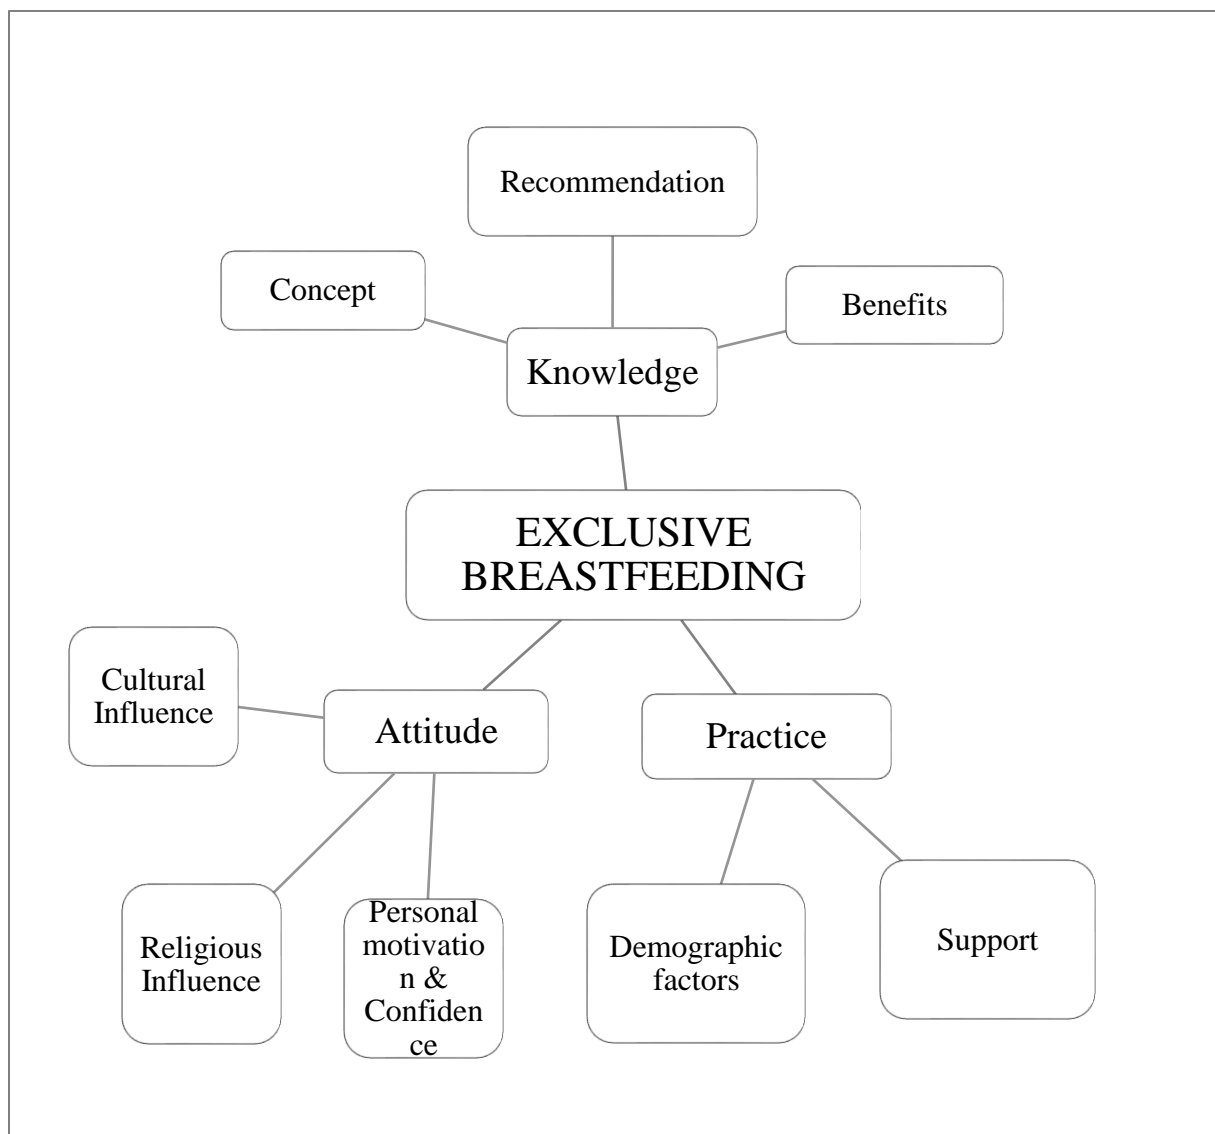 Recommendation
Concept
Benefits
Knowledge
EXCLUSIVE
BREASTFEEDING
Cultural
Influence
Attitude
Practice
Religious
Influence
Personal
motivatio
n &
Confiden
ce
Demographic
factors
Support